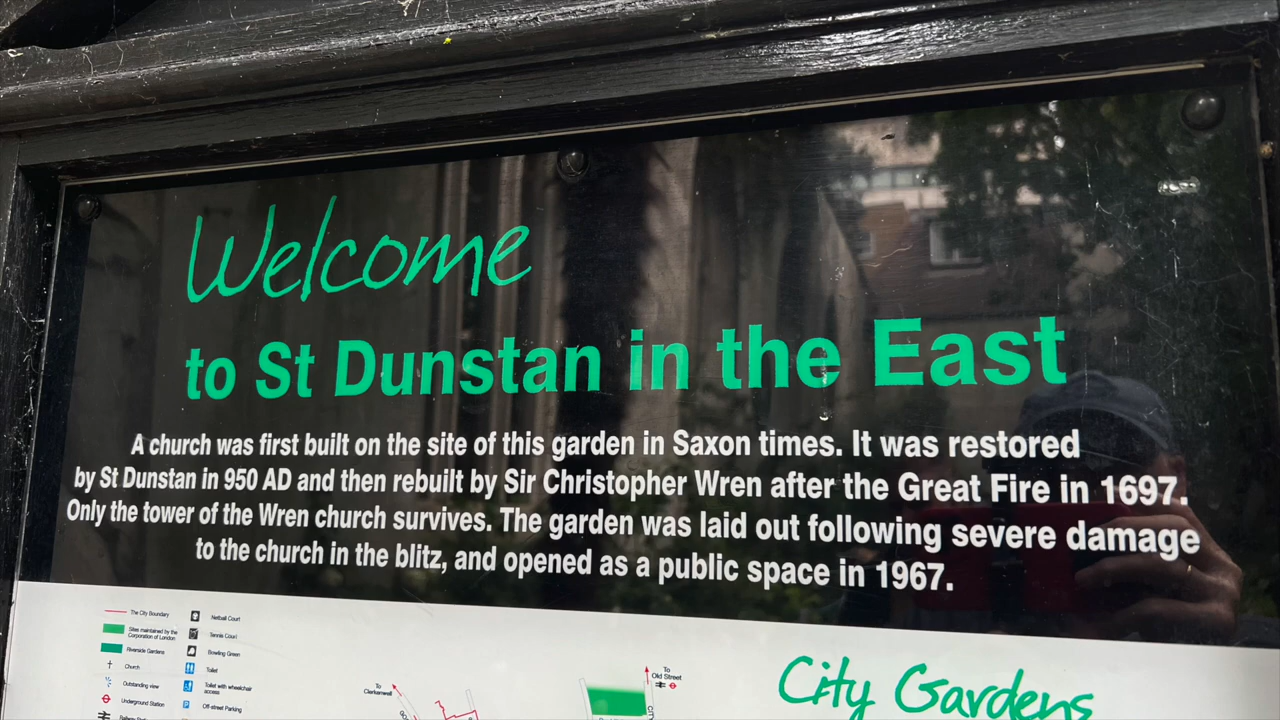 Welcome
to St Dunstan in the East
A church was first built on the site of this garden in Saxon times. It was restored
by St Dunstan in 950 AD and then rebuilt by Sir Christopher Wren after the Great Fire in 1697.
Only the tower of the Wren church survives. The garden was laid out following severe damage
to the church in the blitz, and opened as a public space in 1967.
The City Boundary
Sites maintained by the
Corporation of London
Riverside Gardens
Church
Outstanding view
Underground Station
Netball Court
Tennis Court
Bowling Green
Toilet
Toilet with wheelchair
access
Off-street Parking
To
Clerkenwell
To
Old Street
City Gardens